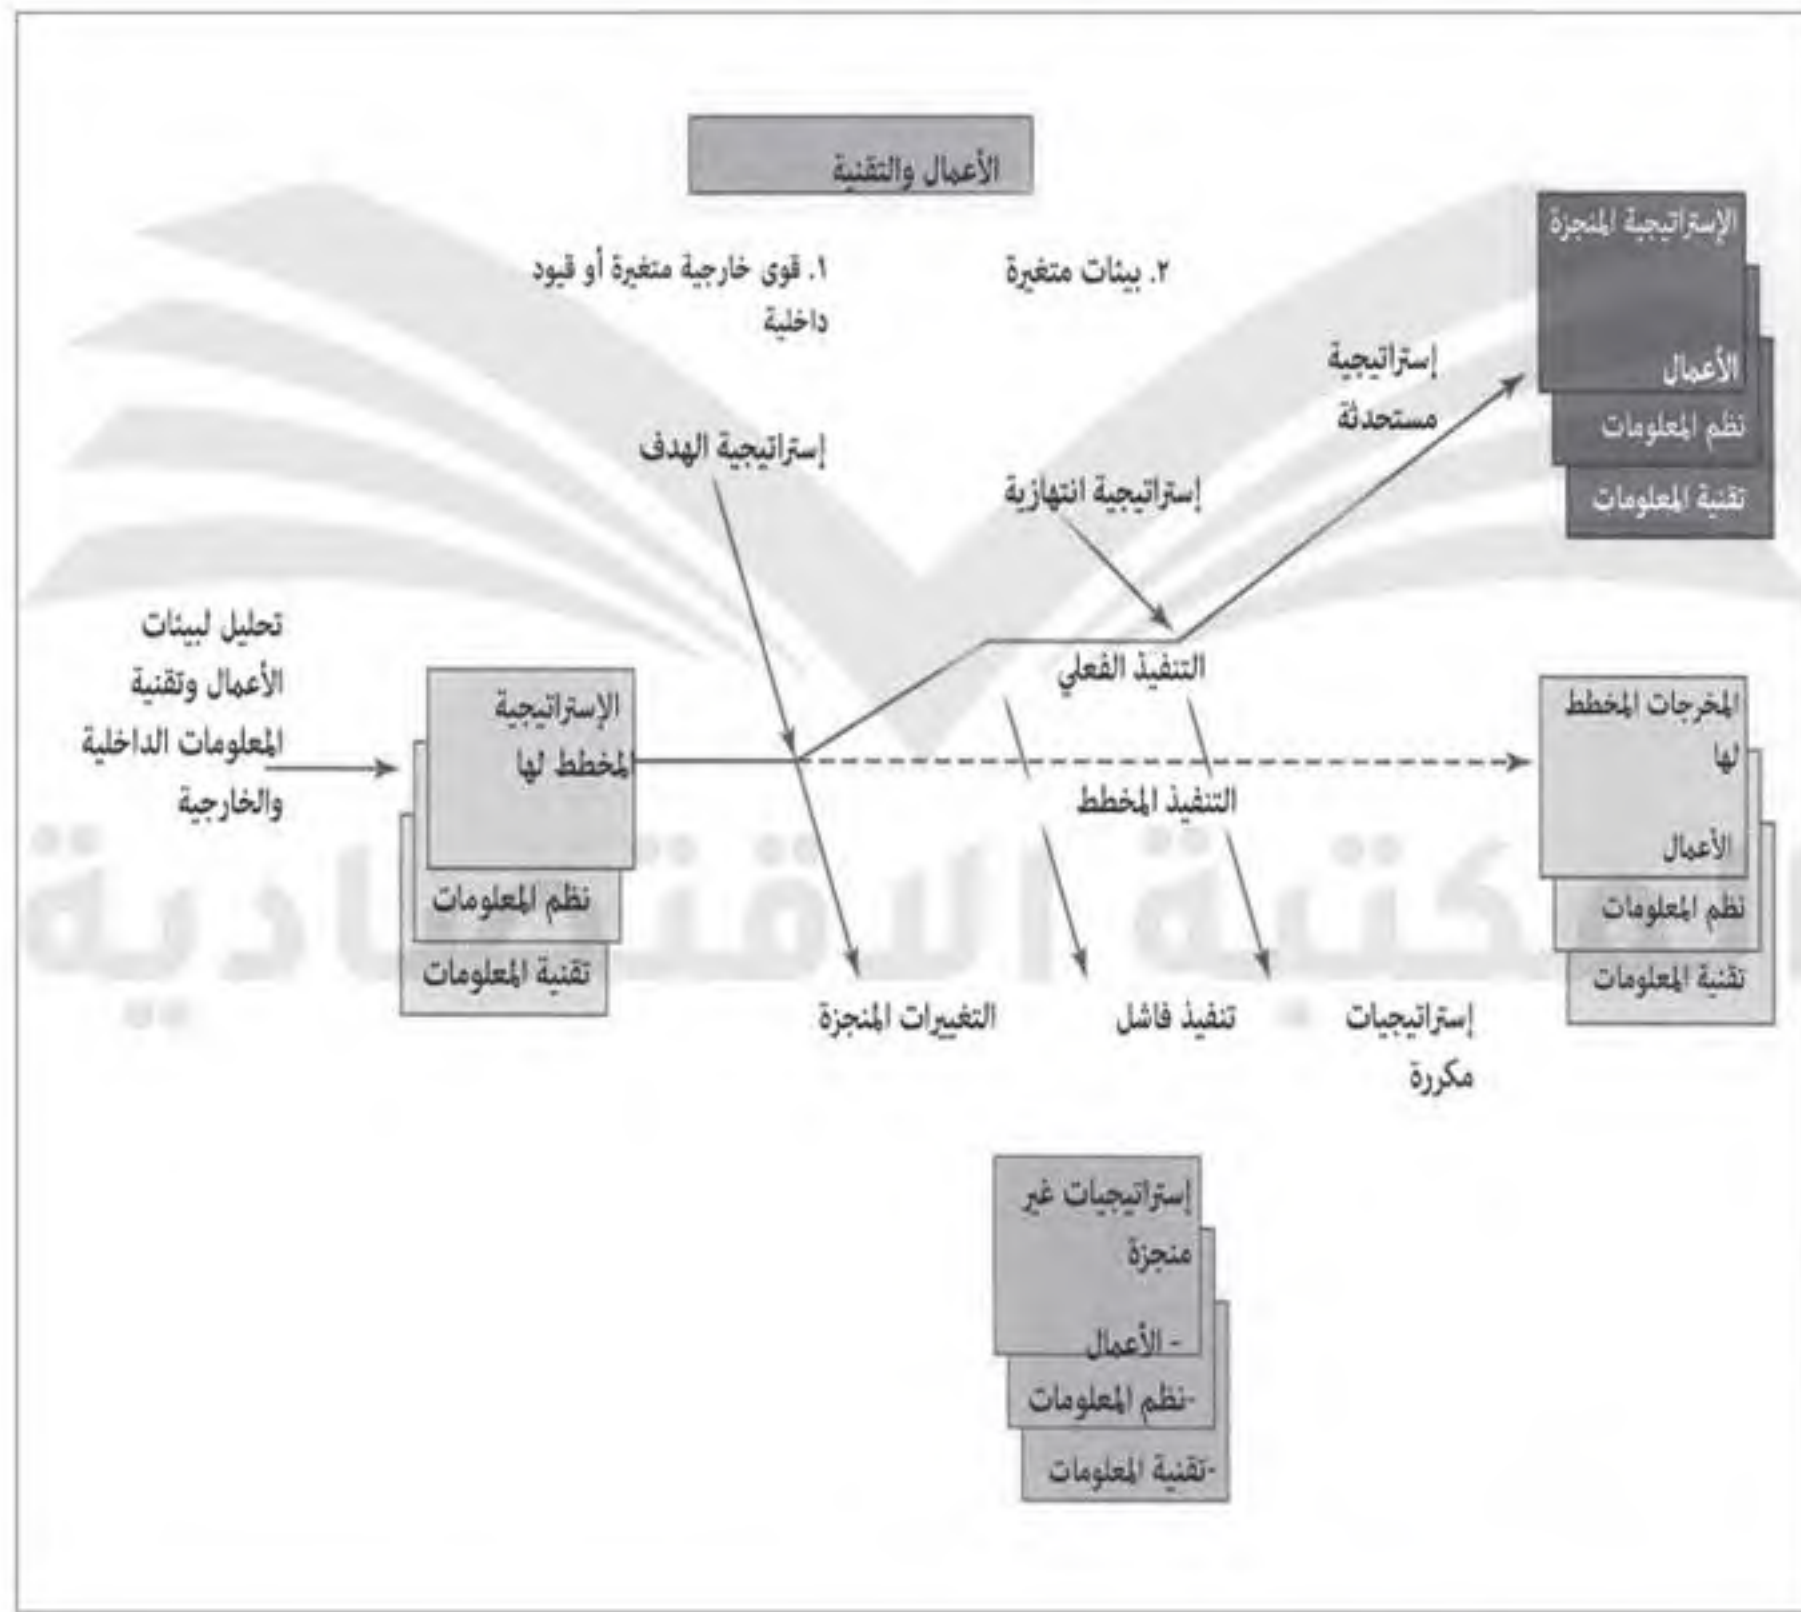 الأعمال والتقنية
١. قوى خارجية متغيرة أو قيود
داخلية
٢. بيئات متغيرة
الإستراتيجية المنجزة
الأعمال
نظم المعلومات
تقنية المعلومات
إستراتيجية
مستحدثة
إستراتيجية الهدف
إستراتيجية انتهازية
تحليل لبيئات
الأعمال وتقنية
المعلومات الداخلية
والخارجية
الإستراتيجية
المخطط لها
نظم المعلومات
تقنية المعلومات
التنفيذ الفعلي
التنفيذ المخطط
المخرجات المخطط
لها
الأعمال
نظم المعلومات
تقنية المعلومات
التغييرات المنجزة
تنفيذ فاشل
إستراتيجيات
مكررة
إستراتيجيات غير
منجزة
- الأعمال
-نظم المعلومات
-تقنية المعلومات
المكتبة الاقتصادية